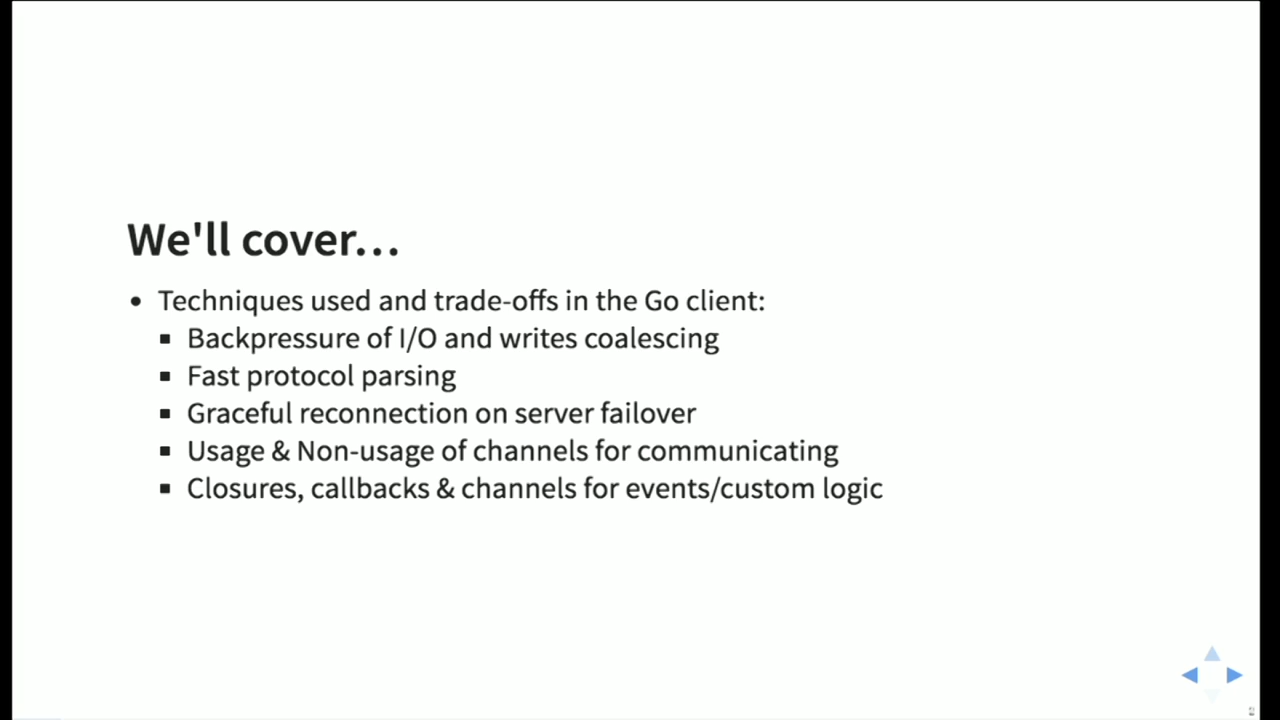 We'll cover...
• Techniques used and trade-offs in the Go client:
▪ Backpressure of I/O and writes coalescing
▪ Fast protocol parsing
▪ Graceful reconnection on server failover
▪ Usage & Non-usage of channels for communicating
▪ Closures, callbacks & channels for events/custom logic